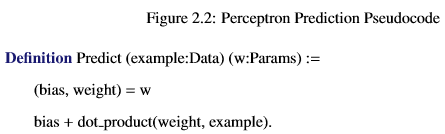 Figure 2.2: Perceptron Prediction Pseudocode
Definition Predict (example:Data) (w:Params) :=
(bias, weight) = w
bias + dot_product(weight, example).